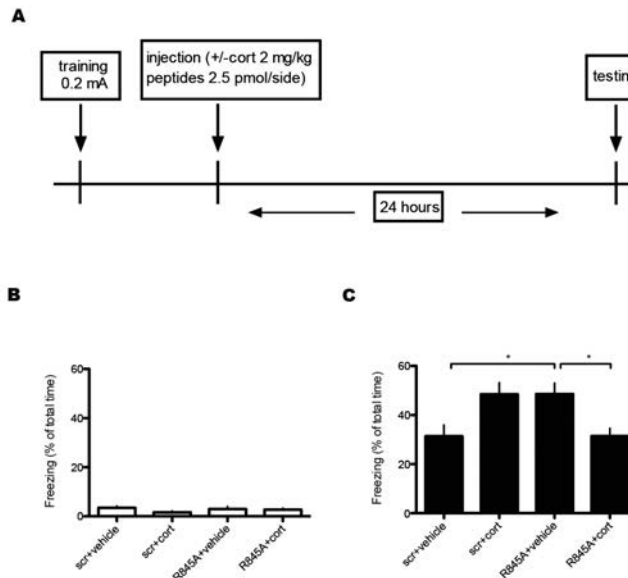 A
training
0.2 mA
injection (+/-cort 2 mg/kg
peptides 2.5 pmol/side)
testin
24 hours
B
Freezing (% of total time)
60
40
20
0
scr+vehicle
scr+cort
R845A+vehicle
R845A+cort
C
Freezing (% of total time)
60
40
20
0
*
*
scr+vehicle
scr+cort
R845A+vehicle
R845A+cort